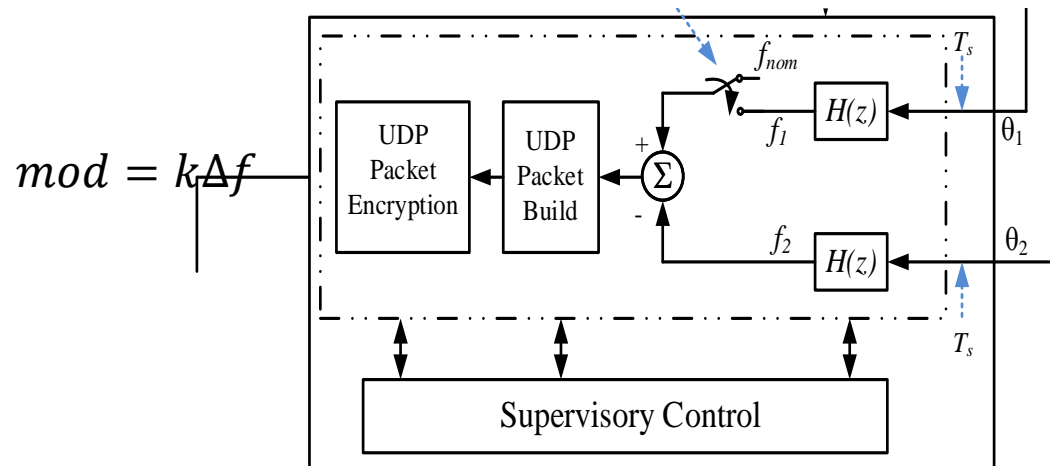 T_s
f_nom
UDP
Packet
Encryption
UDP
Packet
Build
H(z)
f_1
θ_1
+
Σ
mod = kΔf
-
f_2
H(z)
θ_2
T_s
Supervisory Control